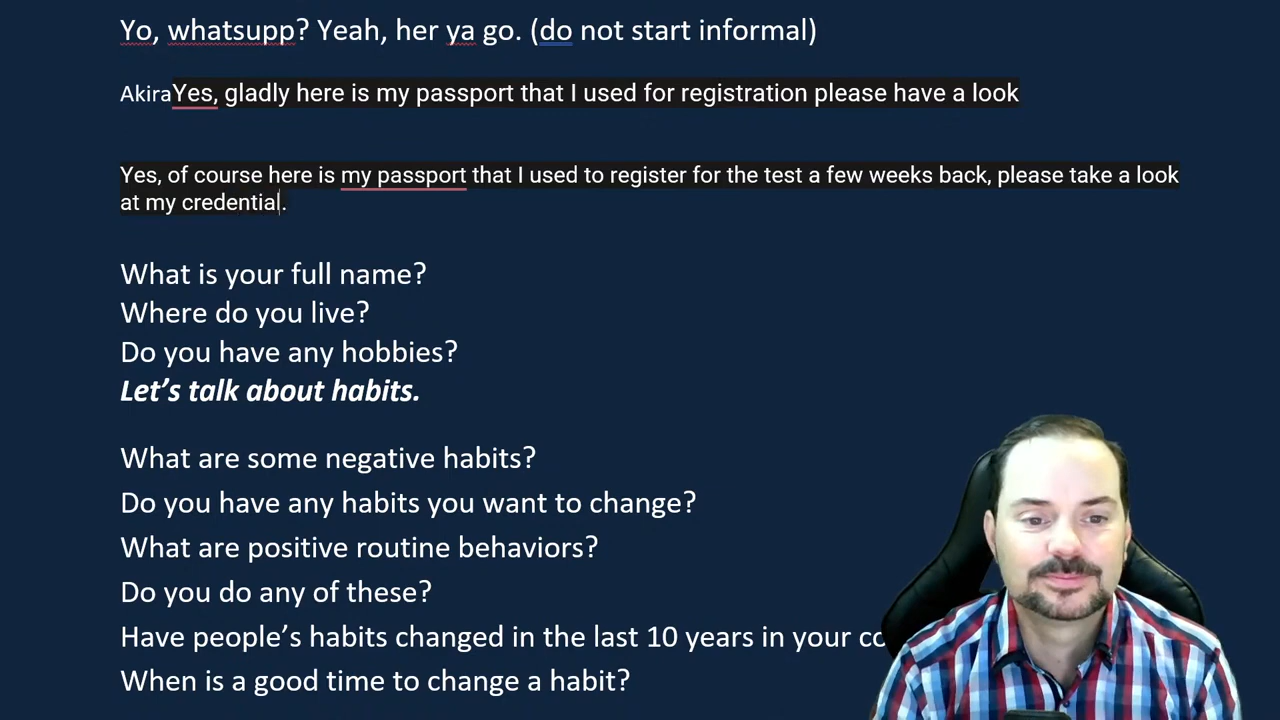 Yo, whatsupp? Yeah, her ya go. (do not start informal)
AkiraYes, gladly here is my passport that I used for registration please have a look
Yes, of course here is my passport that I used to register for the test a few weeks back, please take a look
at my credential.
What is your full name?
Where do you live?
Do you have any hobbies?
Let’s talk about habits.
What are some negative habits?
Do you have any habits you want to change?
What are positive routine behaviors?
Do you do any of these?
Have people’s habits changed in the last 10 years in your
When is a good time to change a habit?